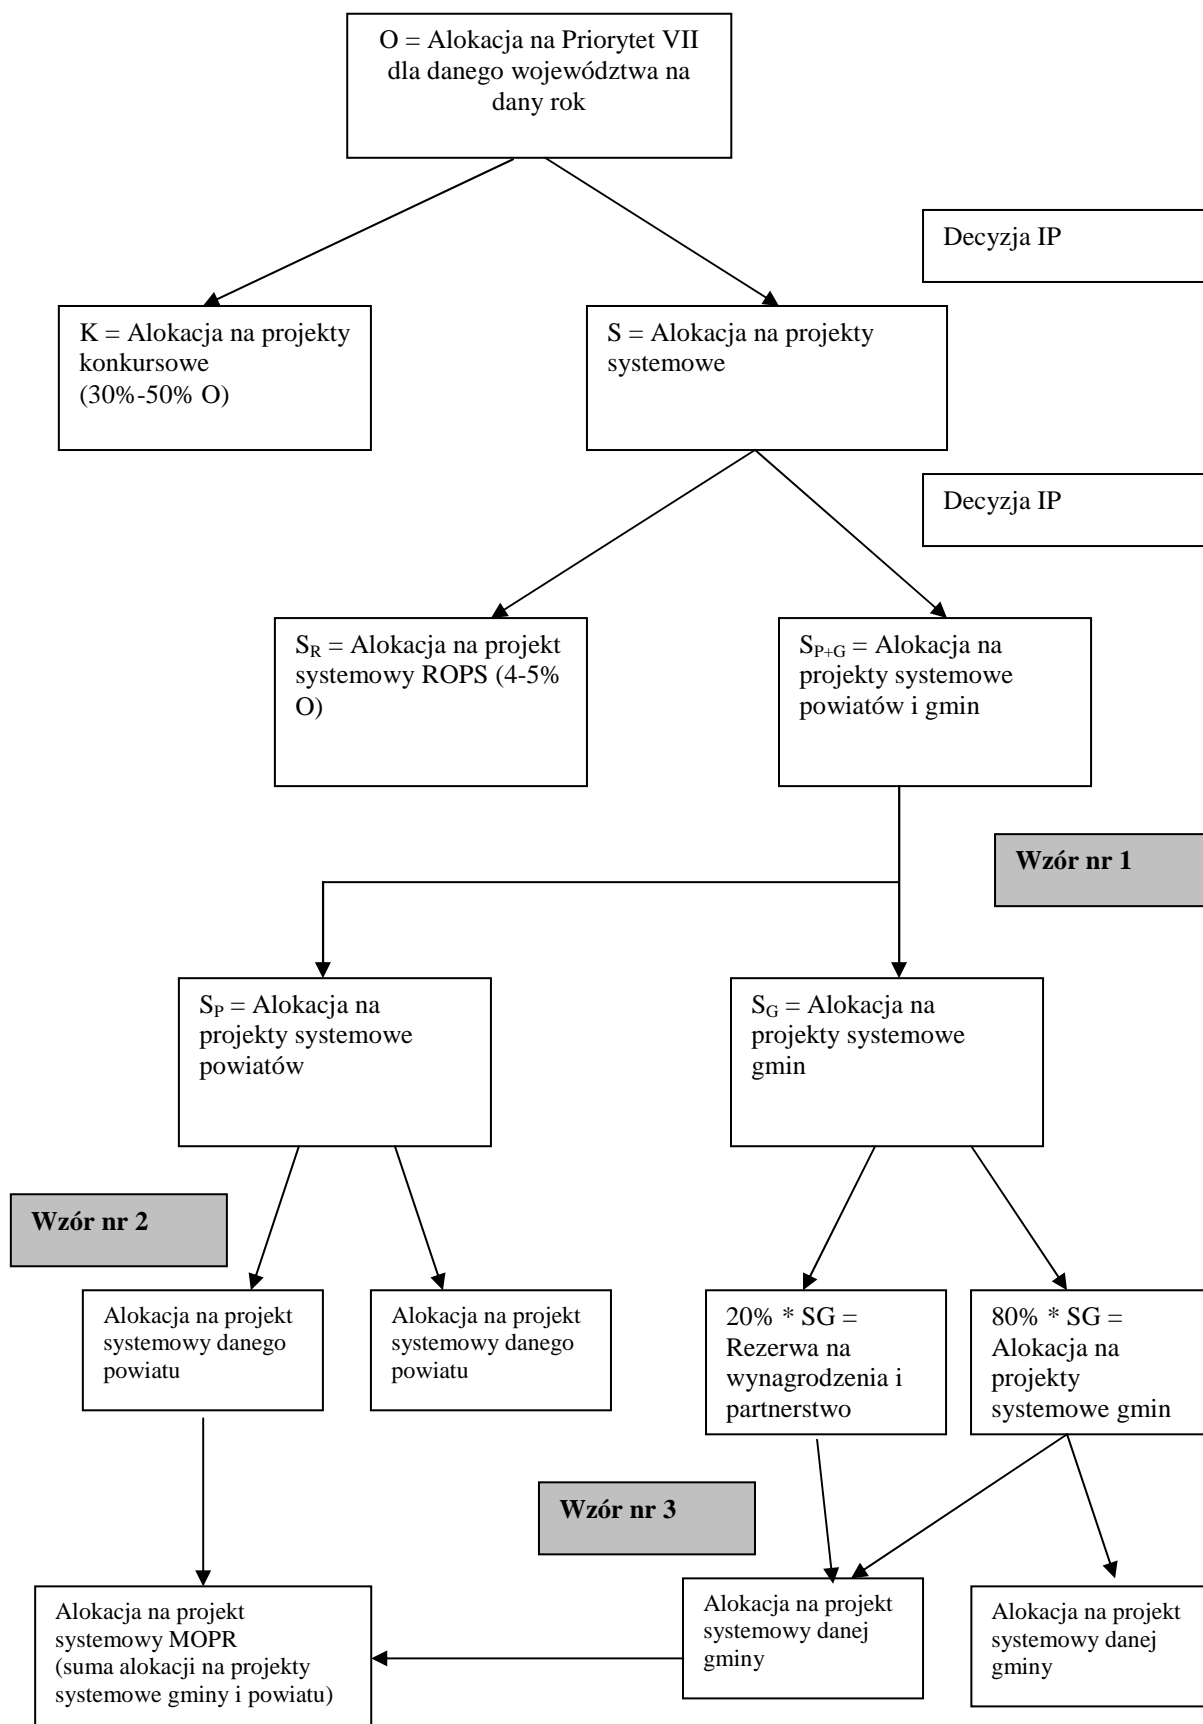 O = Alokacja na Priorytet VII
dla danego województwa na
dany rok
Decyzja IP
K = Alokacja na projekty
konkursowe
(30%-50% O)
S = Alokacja na projekty
systemowe
Decyzja IP
S_R = Alokacja na projekt
systemowy ROPS (4-5%
O)
S_P+G = Alokacja na
projekty systemowe
powiatów i gmin
Wzór nr 1
S_P = Alokacja na
projekty systemowe
powiatów
S_G = Alokacja na
projekty systemowe
gmin
Wzór nr 2
Alokacja na projekt
systemowy danego
powiatu
Alokacja na projekt
systemowy danego
powiatu
20% * SG =
Rezerwa na
wynagrodzenia i
partnerstwo
80% * SG =
Alokacja na
projekty
systemowe gmin
Wzór nr 3
Alokacja na projekt
systemowy MOPR
(suma alokacji na projekty
systemowe gminy i powiatu)
Alokacja na projekt
systemowy danej
gminy
Alokacja na projekt
systemowy danej
gminy